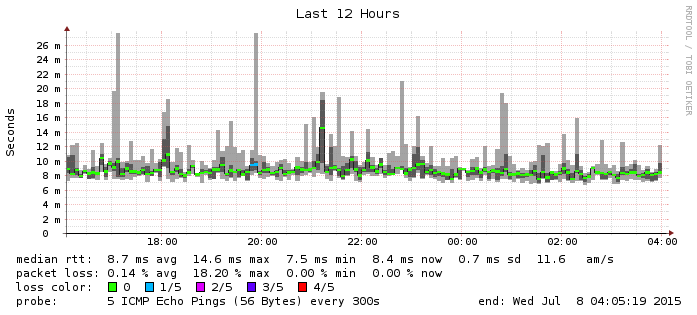 Last 12 Hours
RRDTOOL / TOBI OETIKER
Seconds
26 m
24 m
22 m
20 m
18 m
16 m
14 m
12 m
10 m
8 m
6 m
4 m
2 m
0
18:00 20:00 22:00 00:00 02:00 04:00
median rtt: 8.7 ms avg 14.6 ms max 7.5 ms min 8.4 ms now 0.7 ms sd 11.6 am/s
packet loss: 0.14 % avg 18.20 % max 0.00 % min 0.00 % now
loss color: 0 1/5 2/5 3/5 4/5
probe: 5 ICMP Echo Pings (56 Bytes) every 300s end: Wed Jul 8 04:05:19 2015